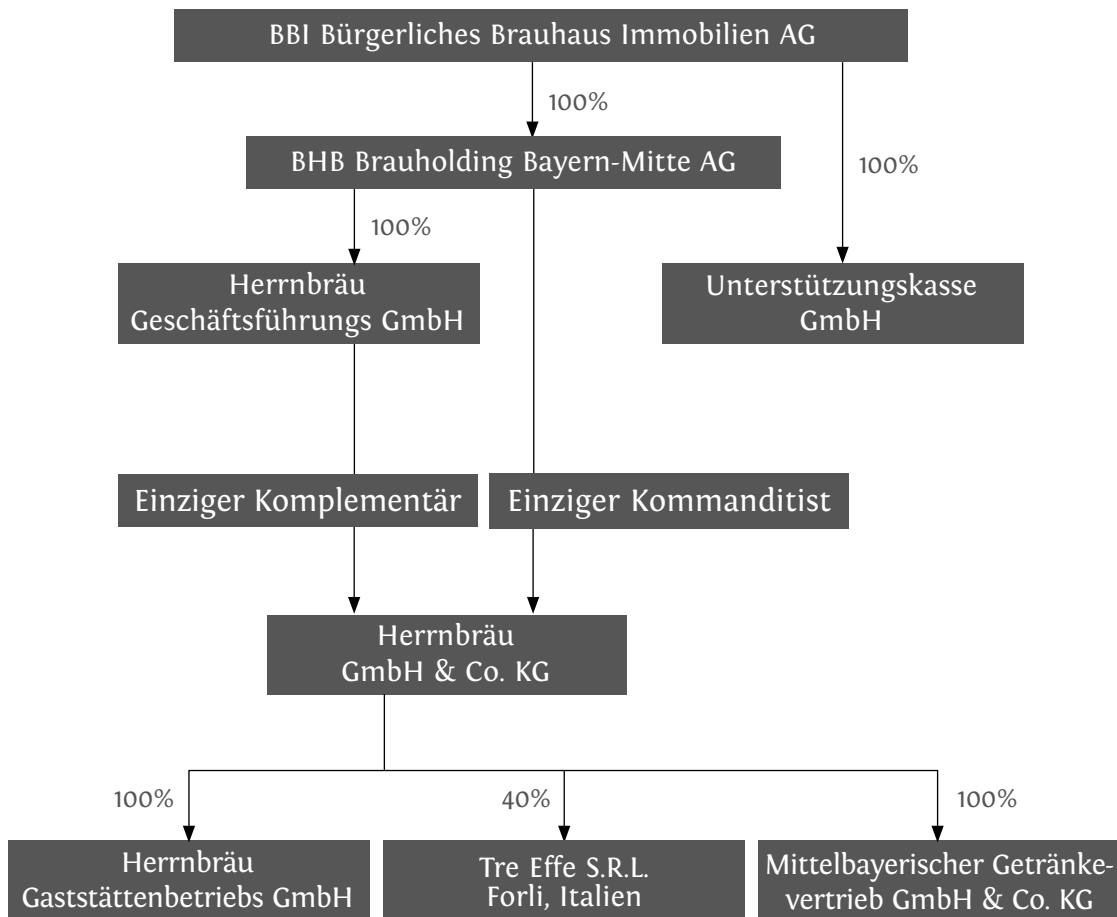 BBI Bürgerliches Brauhaus Immobilien AG
100%
BHB Brauholding Bayern-Mitte AG
100%
100%
Herrnbräu
Geschäftsführungs GmbH
Unterstützungskasse
GmbH
Einziger Komplementär
Einziger Kommanditist
Herrnbräu
GmbH & Co. KG
100%
40%
100%
Herrnbräu
Gaststättenbetriebs GmbH
Tre Effe S.R.L.
Forli, Italien
Mittelbayerischer Getränke-
vertrieb GmbH & Co. KG